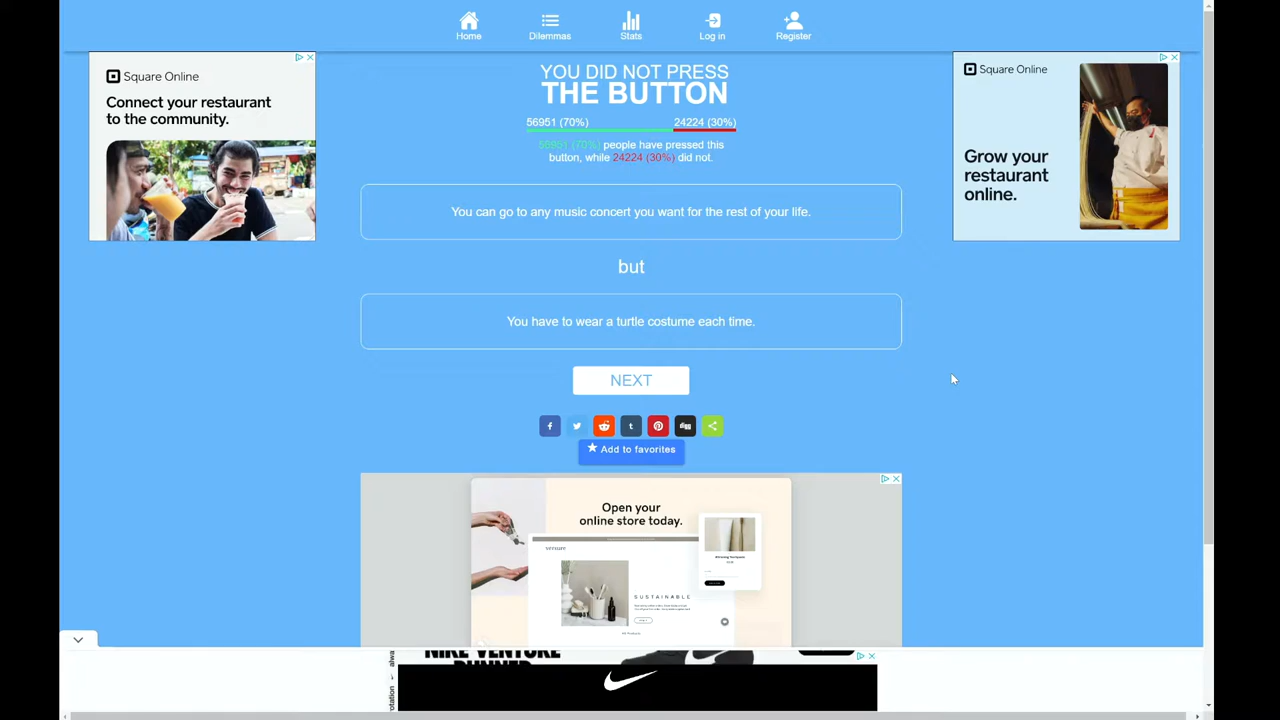 Home
Dilemmas
Stats
Log in
Register
Square Online
Connect your restaurant
to the community.
YOU DID NOT PRESS
THE BUTTON
56951 (70%) 24224 (30%)
56951 (70%) people have pressed this
button, while 24224 (30%) did not.
Square Online
Grow your
restaurant
online.
You can go to any music concert you want for the rest of your life.
but
You have to wear a turtle costume each time.
NEXT
f
t
digg
Add to favorites
Open your
online store today.
SUSTAINABLE
NIKE VENTURE
RUNNER